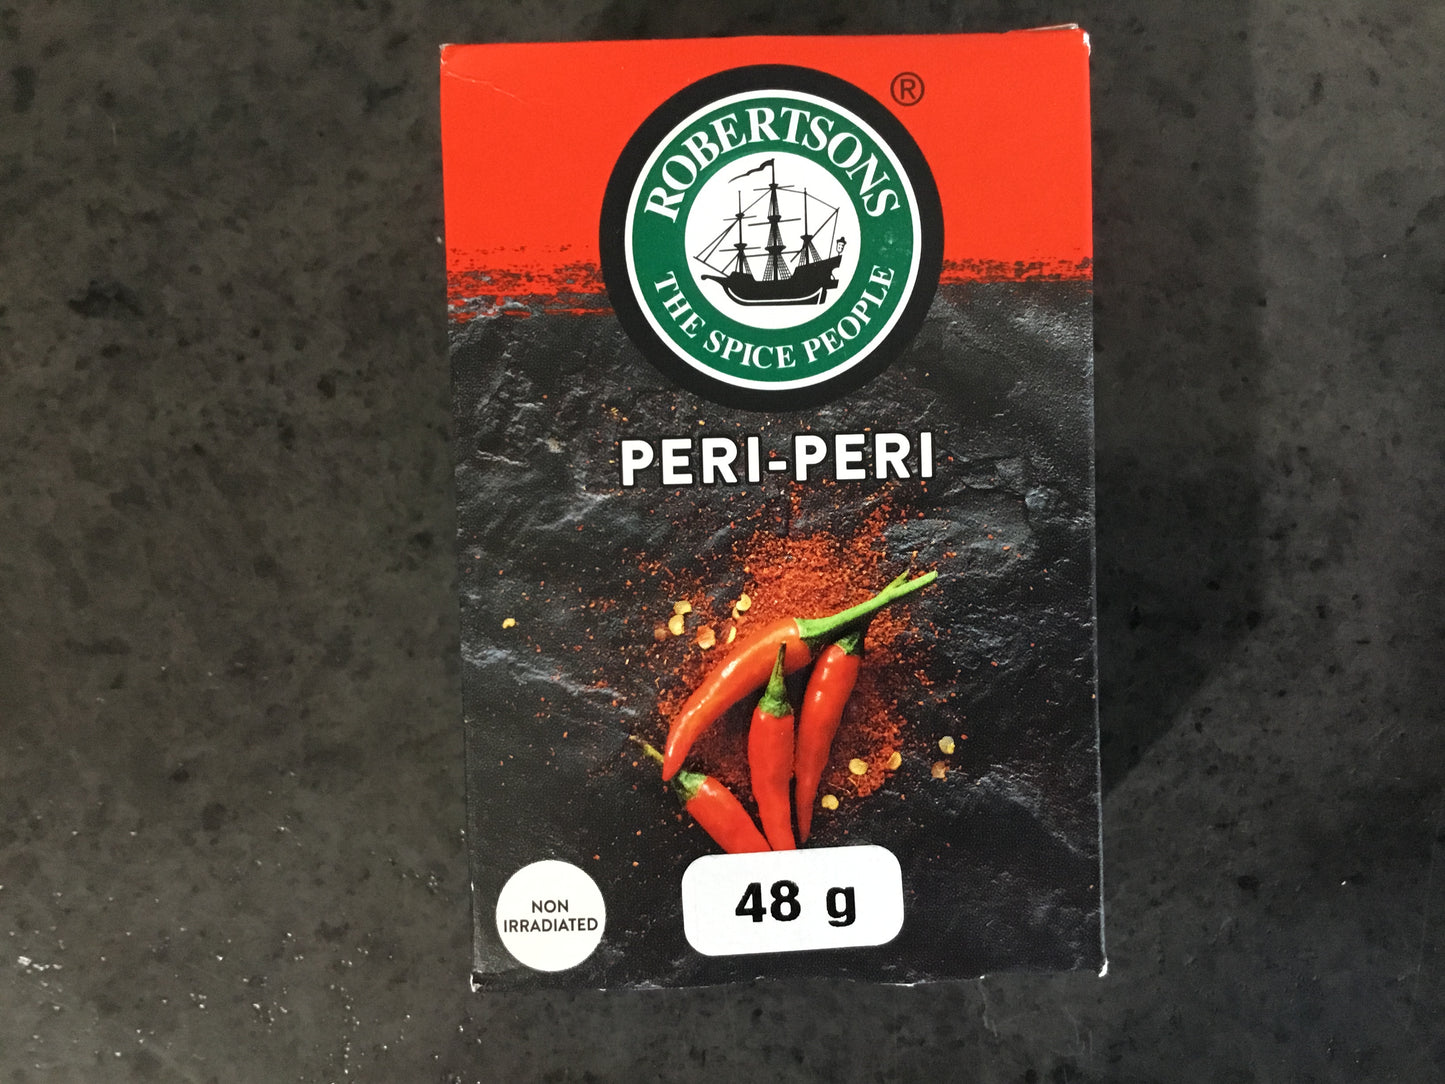 ®
ROBERTSONS
THE SPICE PEOPLE
PERI-PERI
NON
IRRADIATED
48 g